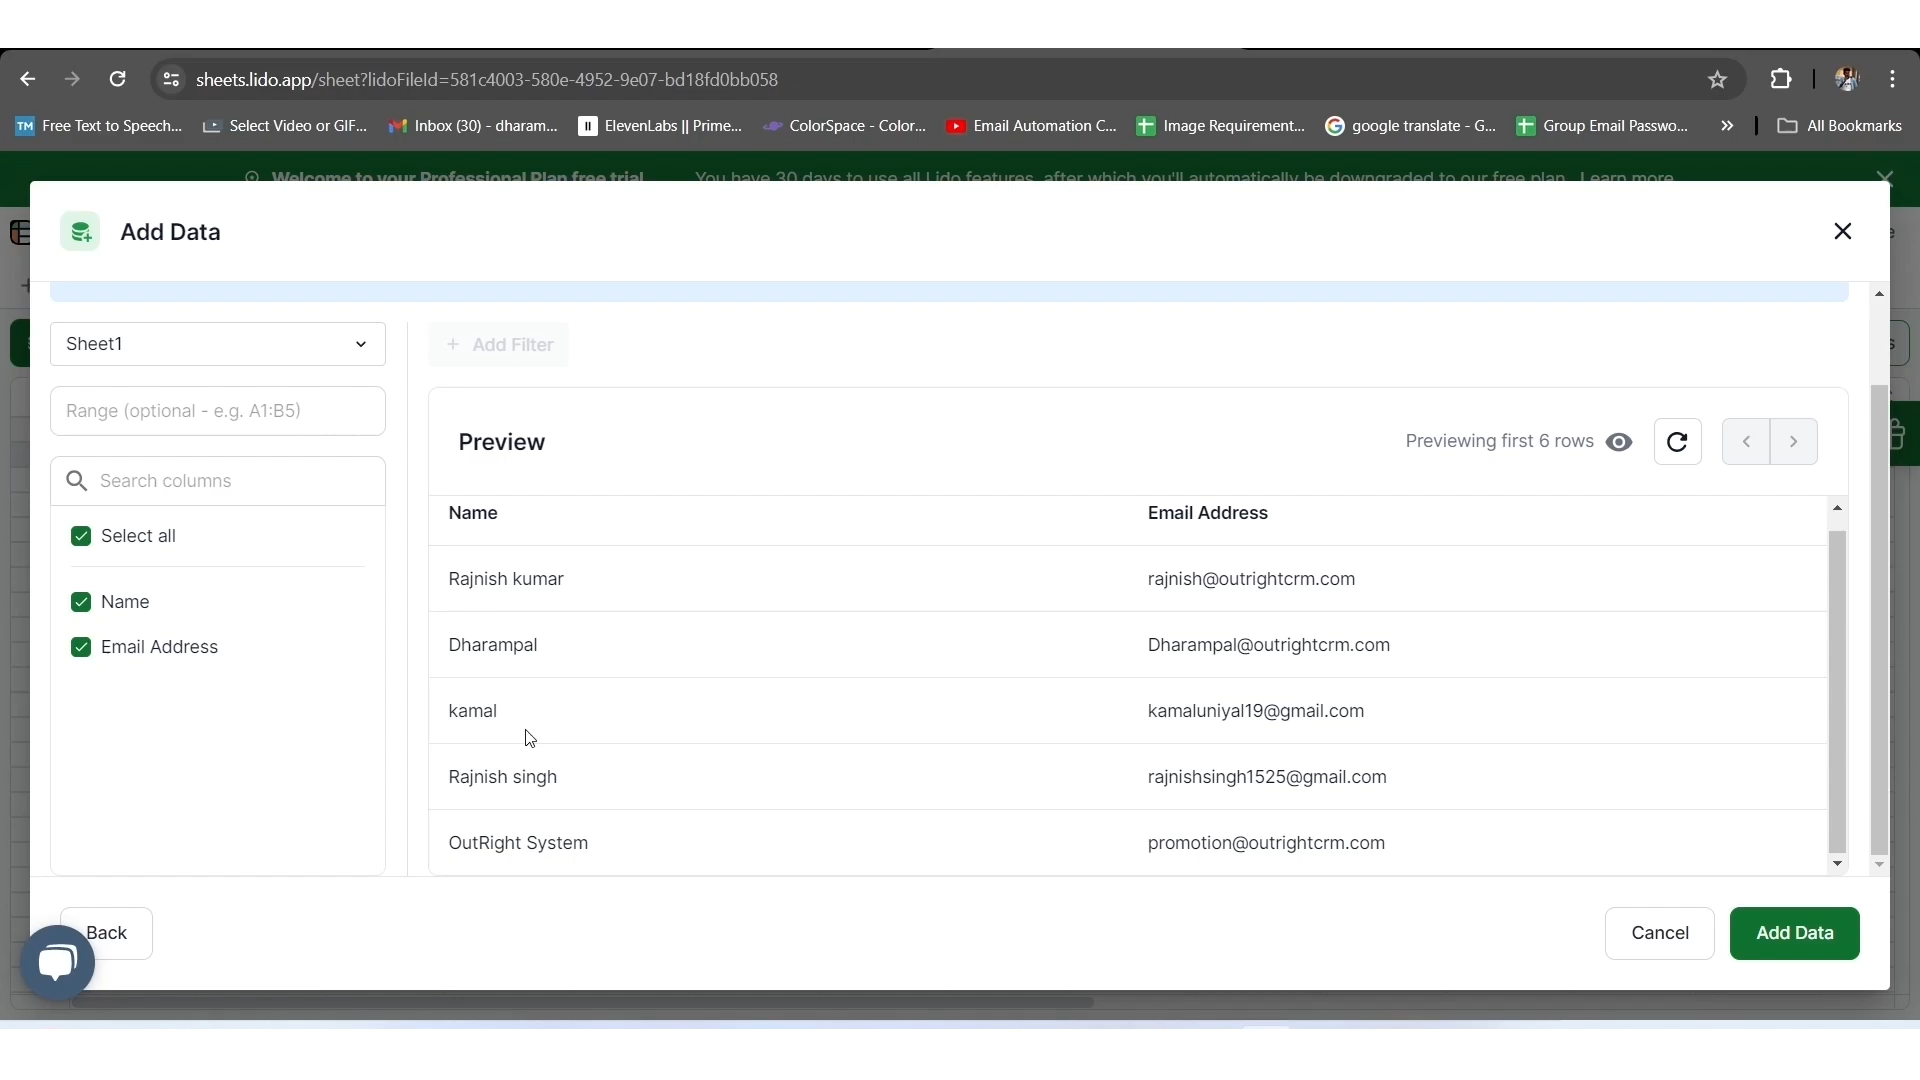 sheets.lido.app/sheet?lidoFileId=581c4003-580e-4952-9e07-bd18fd0bb058
TM Free Text to Speech... Select Video or GIF... Inbox (30) - dharam... ElevenLabs || Prime... ColorSpace - Color... Email Automation C... Image Requirement... google translate - G... Group Email Passwo... » All Bookmarks
Welcome to your Professional Plan free trial You have 30 days to use all Lido features, after which you'll automatically be downgraded to our free plan. Learn more
Add Data
Sheet1
+ Add Filter
Range (optional - e.g. A1:B5)
Preview
Previewing first 6 rows
Search columns
Name Email Address
Select all
Rajnish kumar rajnish@outrightcrm.com
Name
Dharampal Dharampal@outrightcrm.com
Email Address
kamal kamaluniyal19@gmail.com
Rajnish singh rajnishsingh1525@gmail.com
OutRight System promotion@outrightcrm.com
Back
Cancel
Add Data